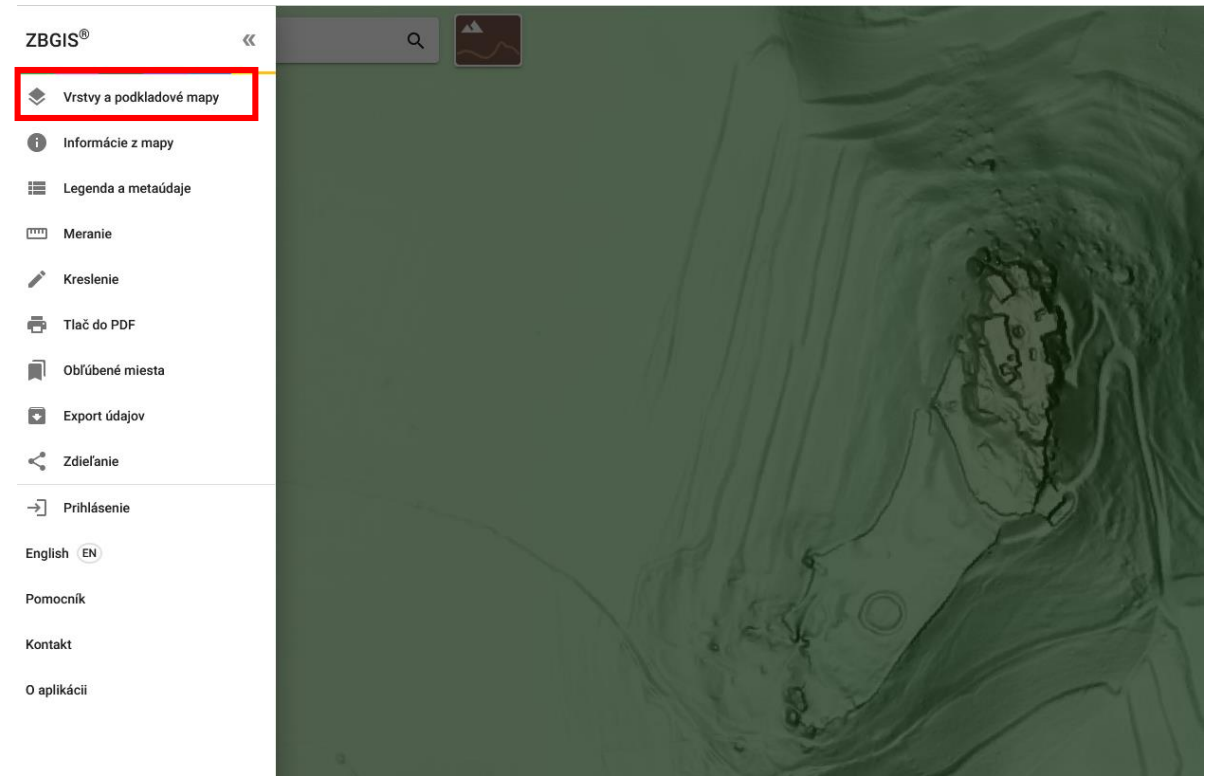 ZBGIS®
Vrstvy a podkladové mapy
Informácie z mapy
Legenda a metaúdaje
Meranie
Kreslenie
Tlač do PDF
Obľúbené miesta
Export údajov
Zdieľanie
Prihlásenie
English EN
Pomocník
Kontakt
O aplikácii